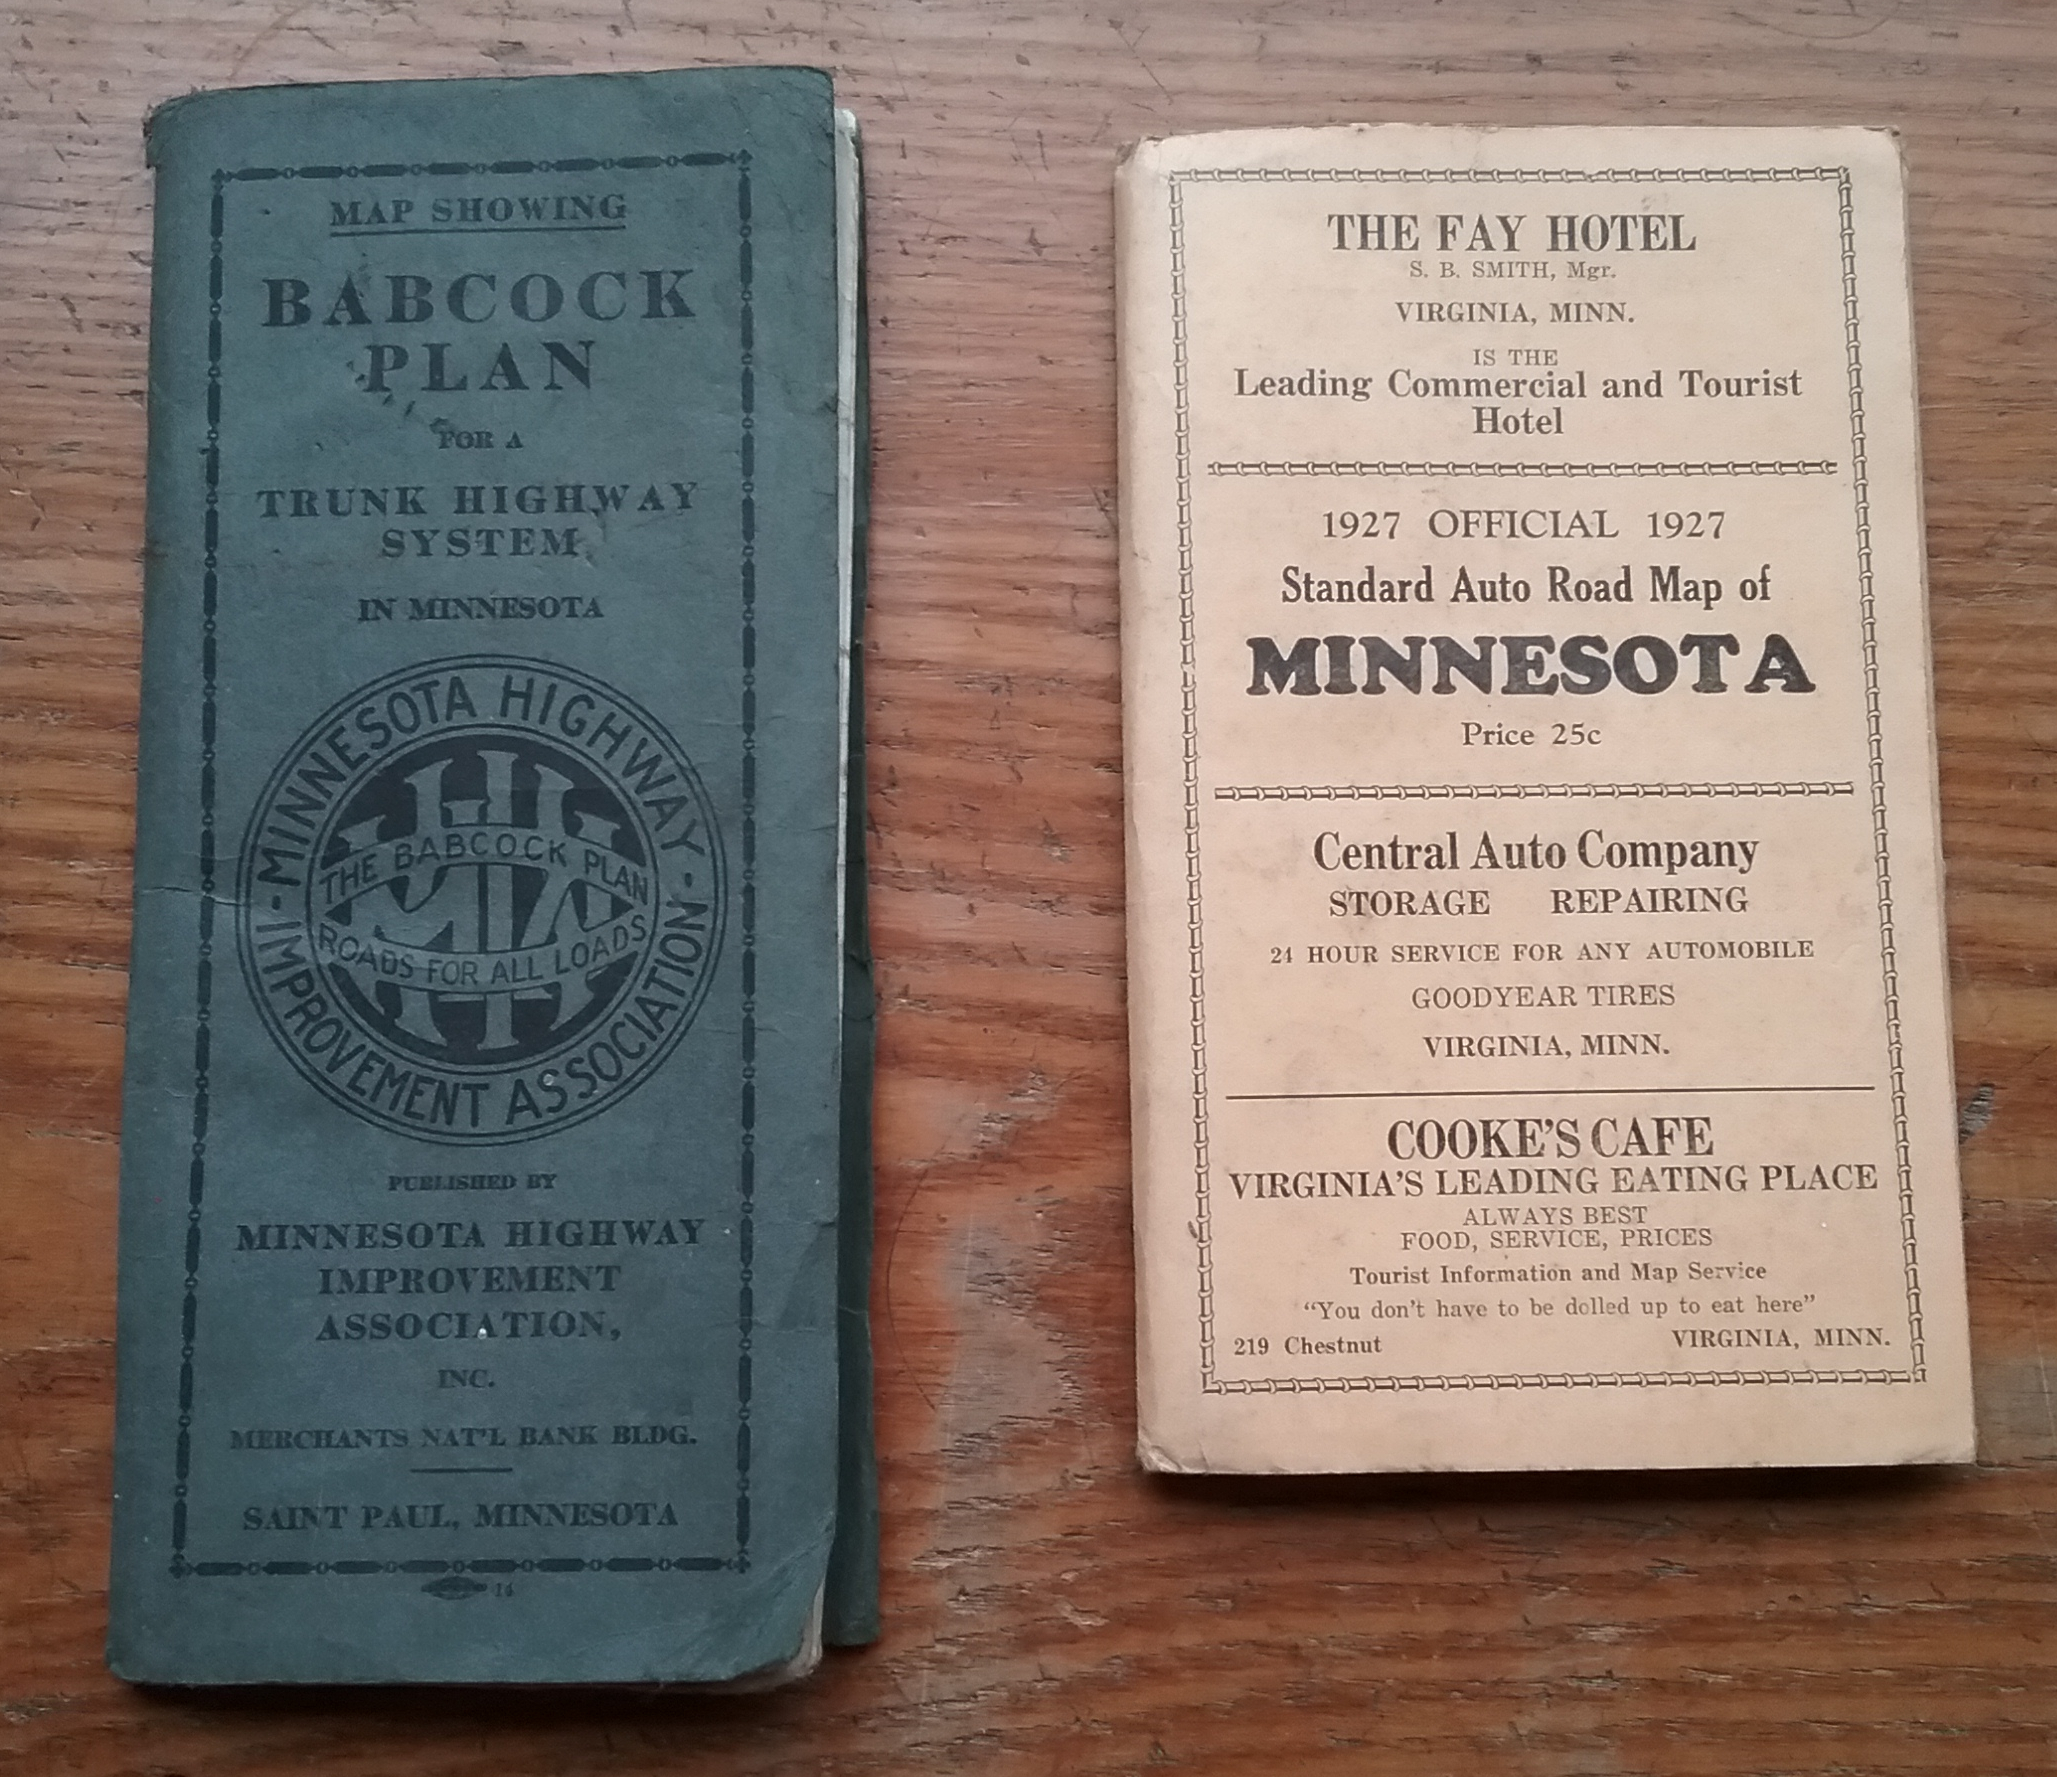 MAP SHOWING
BABCOCK
PLAN
FOR A
TRUNK HIGHWAY
SYSTEM
IN MINNESOTA
MINNESOTA HIGHWAY
IMPROVEMENT ASSOCIATION
THE BABCOCK PLAN
MHIA
ROADS FOR ALL LOADS
PUBLISHED BY
MINNESOTA HIGHWAY
IMPROVEMENT
ASSOCIATION,
INC.
MERCHANTS NAT'L BANK BLDG.
SAINT PAUL, MINNESOTA
14
THE FAY HOTEL
S. B. SMITH, Mgr.
VIRGINIA, MINN.
IS THE
Leading Commercial and Tourist
Hotel
1927 OFFICIAL 1927
Standard Auto Road Map of
MINNESOTA
Price 25c
Central Auto Company
STORAGE REPAIRING
24 HOUR SERVICE FOR ANY AUTOMOBILE
GOODYEAR TIRES
VIRGINIA, MINN.
COOKE'S CAFE
VIRGINIA'S LEADING EATING PLACE
ALWAYS BEST
FOOD, SERVICE, PRICES
Tourist Information and Map Service
"You don't have to be dolled up to eat here"
219 Chestnut VIRGINIA, MINN.